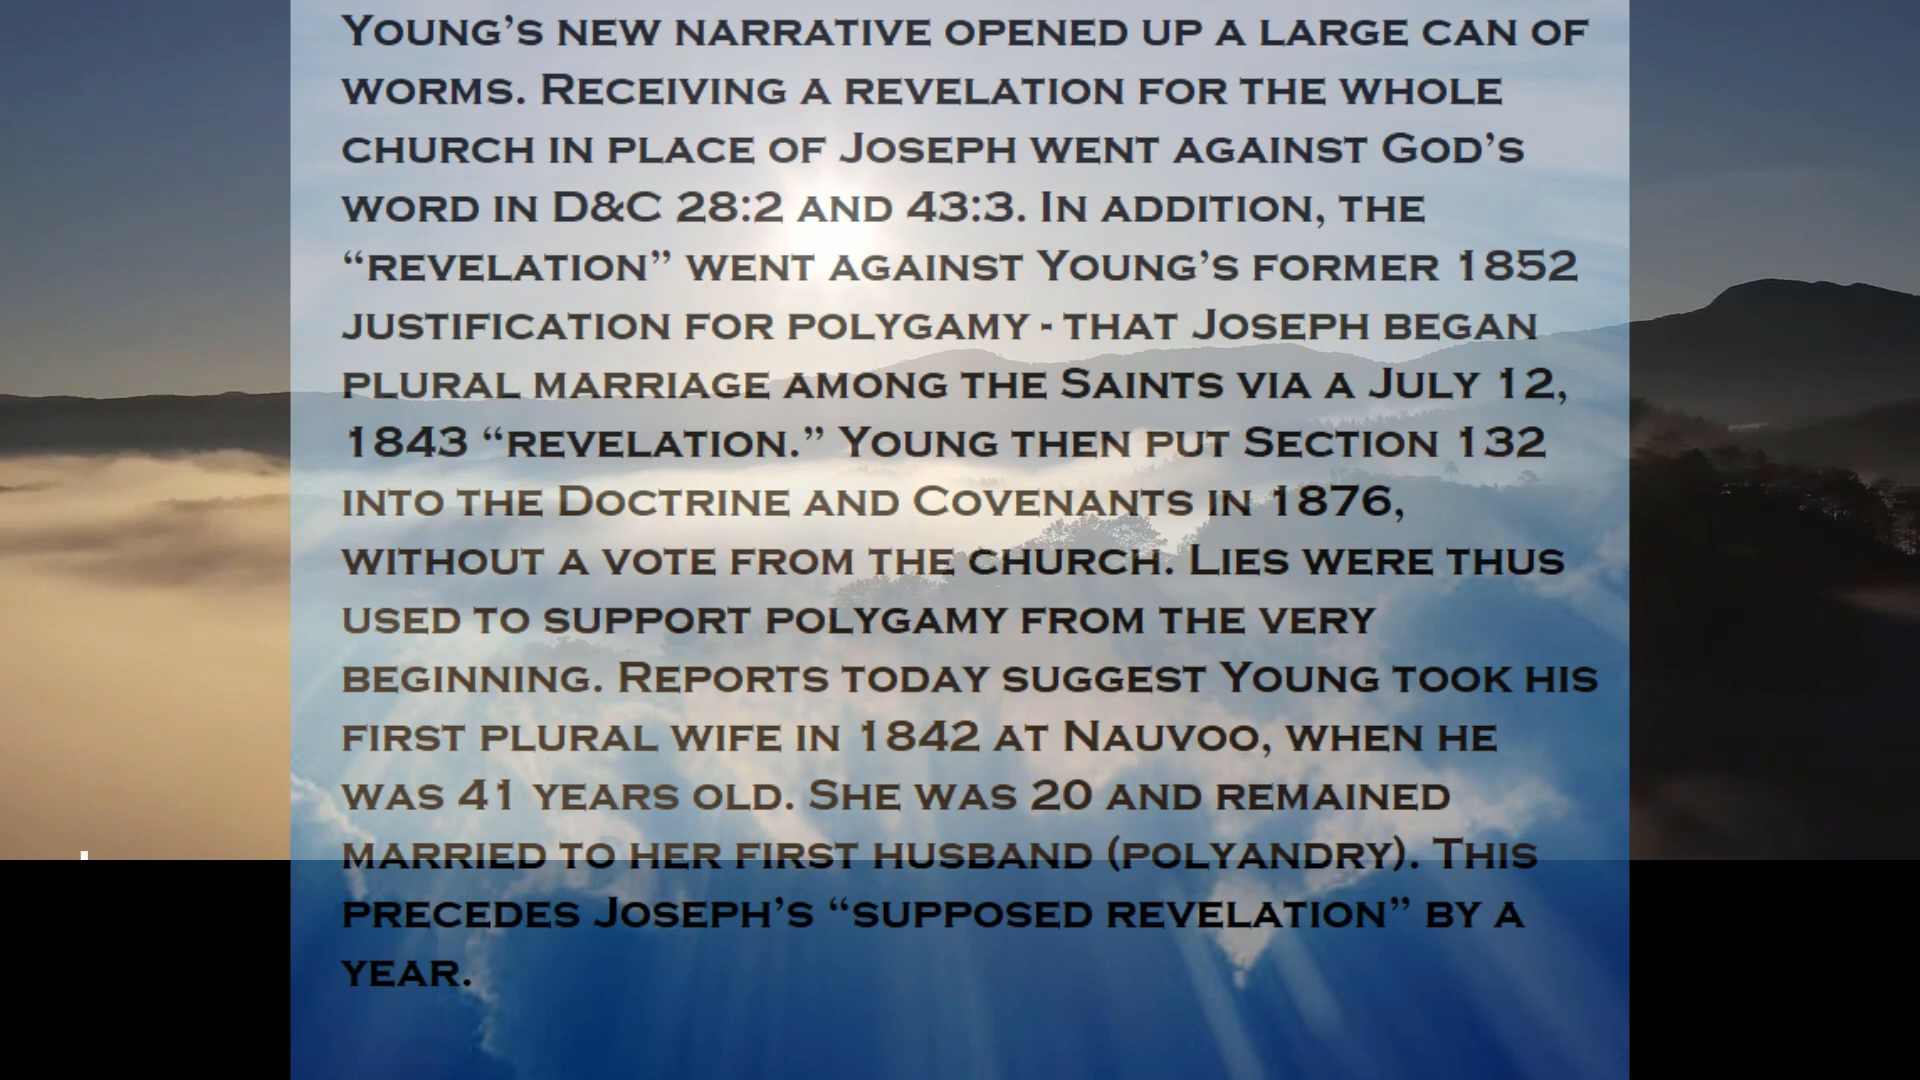 Young’s new narrative opened up a large can of
worms. Receiving a revelation for the whole
church in place of Joseph went against God’s
word in D&C 28:2 and 43:3. In addition, the
“revelation” went against Young’s former 1852
justification for polygamy - that Joseph began
plural marriage among the Saints via a July 12,
1843 “revelation.” Young then put Section 132
into the Doctrine and Covenants in 1876,
without a vote from the church. Lies were thus
used to support polygamy from the very
beginning. Reports today suggest Young took his
first plural wife in 1842 at Nauvoo, when he
was 41 years old. She was 20 and remained
married to her first husband (polyandry). This
precedes Joseph’s “supposed revelation” by a
year.